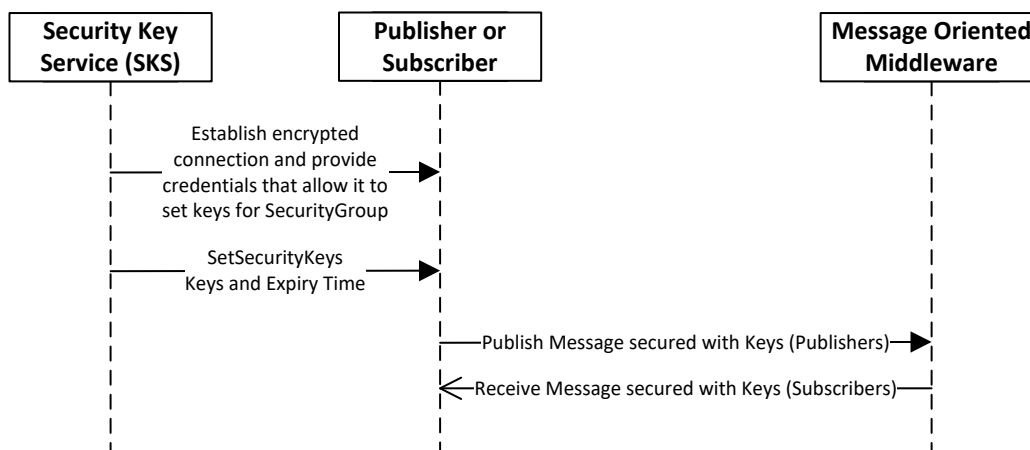 Security Key
Service (SKS)
Publisher or
Subscriber
Message Oriented
Middleware
Establish encrypted
connection and provide
credentials that allow it to
set keys for SecurityGroup
SetSecurityKeys
Keys and Expiry Time
Publish Message secured with Keys (Publishers)
Receive Message secured with Keys (Subscribers)